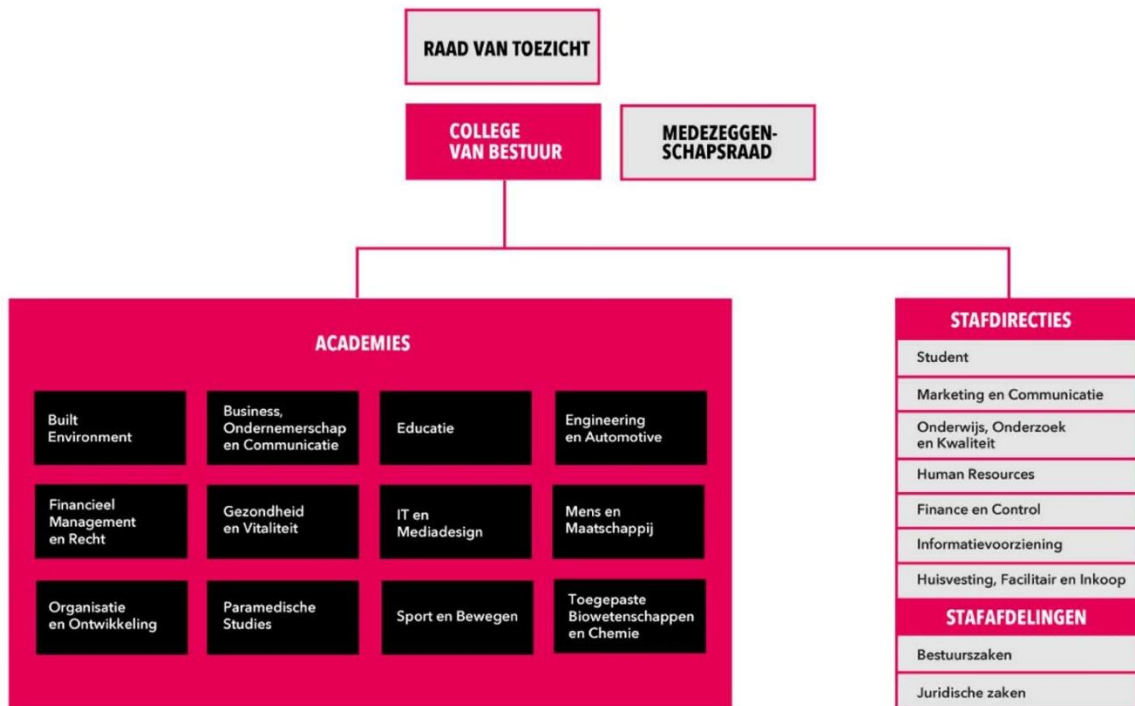 RAAD VAN TOEZICHT
COLLEGE
VAN BESTUUR
MEDEZEGGEN-
SCHAPSRAAD
ACADEMIES
Built
Environment
Business,
Ondernemerschap
en Communicatie
Educatie
Engineering
en Automotive
Financieel
Management
en Recht
Gezondheid
en Vitaliteit
IT en
Mediadesign
Mens en
Maatschappij
Organisatie
en Ontwikkeling
Paramedische
Studies
Sport en Bewegen
Toegepaste
Biowetenschappen
en Chemie
STAFDIRECTIES
Student
Marketing en Communicatie
Onderwijs, Onderzoek
en Kwaliteit
Human Resources
Finance en Control
Informatievoorziening
Huisvesting, Facilitair en Inkoop
STAFAFDELINGEN
Bestuurszaken
Juridische zaken